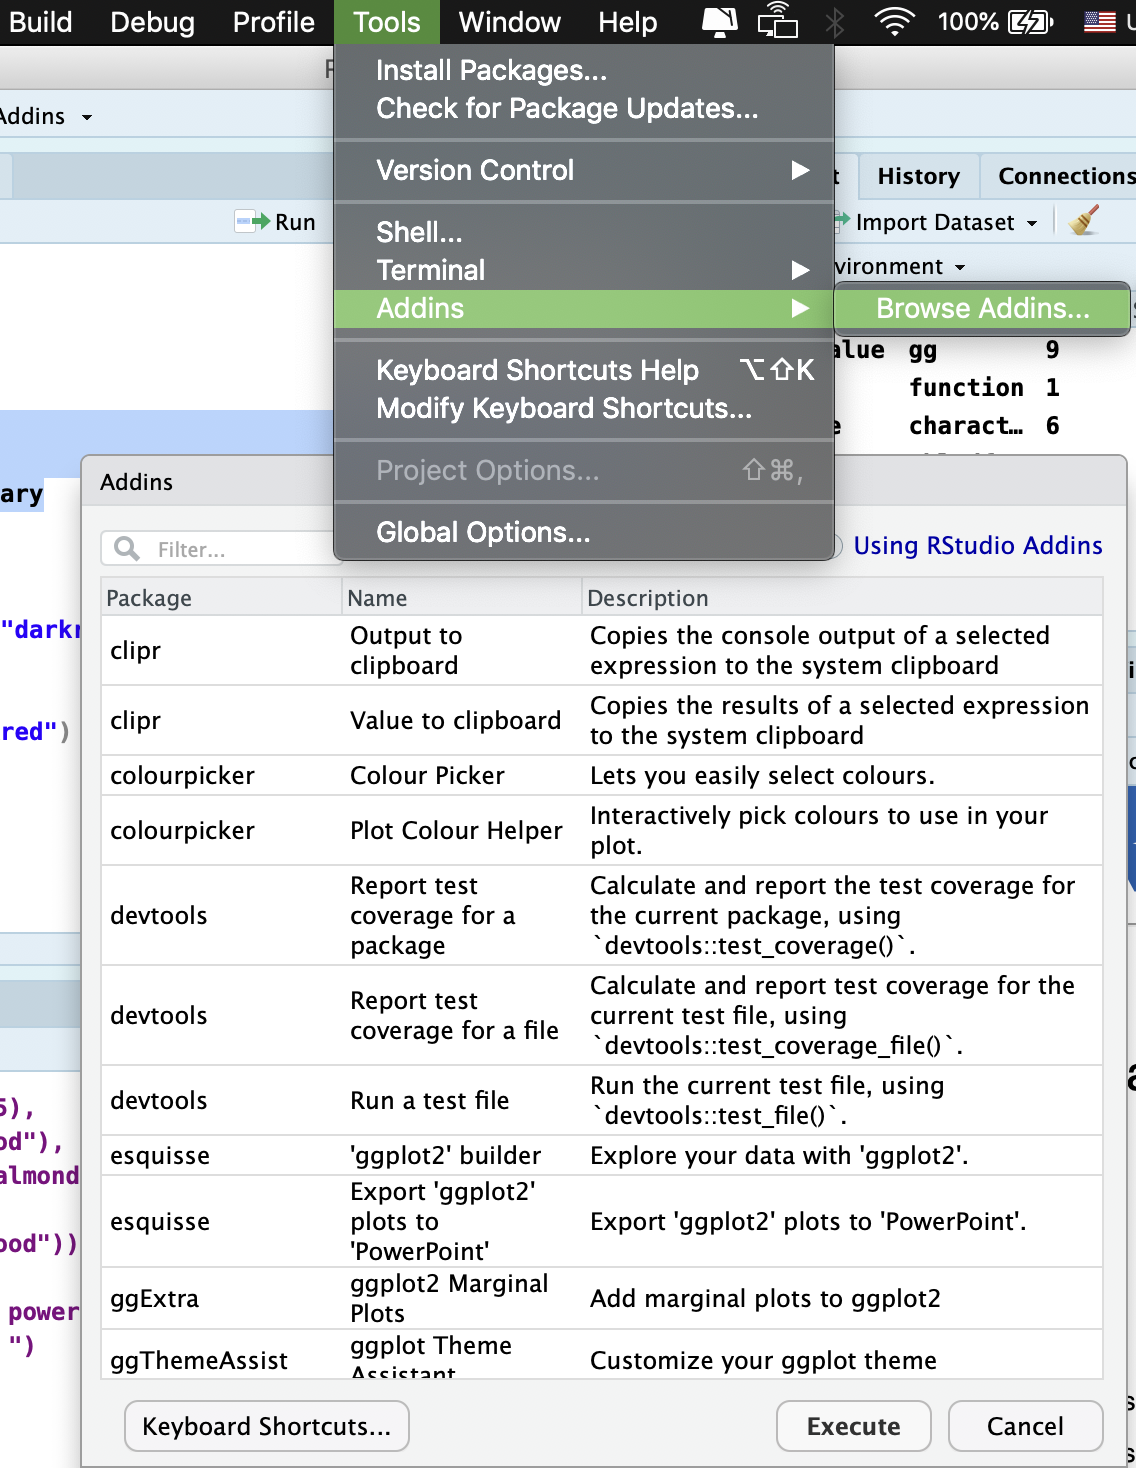 Build Debug Profile Tools Window Help 100%
Install Packages...
Check for Package Updates...
Addins
Version Control
History Connections
Run
Shell...
Import Dataset
Terminal
vironment
Addins
Browse Addins...
alue gg 9
Keyboard Shortcuts Help ⌥⇧K
function 1
Modify Keyboard Shortcuts...
charact... 6
Project Options... ⇧⌘,
Global Options...
ary
Addins
Filter...
Using RStudio Addins
Package Name Description
"dark
red")
clipr
Output to
clipboard
Copies the console output of a selected
expression to the system clipboard
clipr
Value to clipboard
Copies the results of a selected expression
to the system clipboard
colourpicker
Colour Picker
Lets you easily select colours.
colourpicker
Plot Colour Helper
Interactively pick colours to use in your
plot.
devtools
Report test
coverage for a
package
Calculate and report the test coverage for
the current package, using
`devtools::test_coverage()`.
devtools
Report test
coverage for a file
Calculate and report test coverage for the
current test file, using
`devtools::test_coverage_file()`.
devtools
Run a test file
Run the current test file, using
`devtools::test_file()`.
esquisse
'ggplot2' builder
Explore your data with 'ggplot2'.
esquisse
Export 'ggplot2'
plots to
'PowerPoint'
Export 'ggplot2' plots to 'PowerPoint'.
ggExtra
ggplot2 Marginal
Plots
Add marginal plots to ggplot2
ggThemeAssist
ggplot Theme
Assistant
Customize your ggplot theme
5),
od"),
almond
ood"))
power
")
Keyboard Shortcuts... Execute Cancel